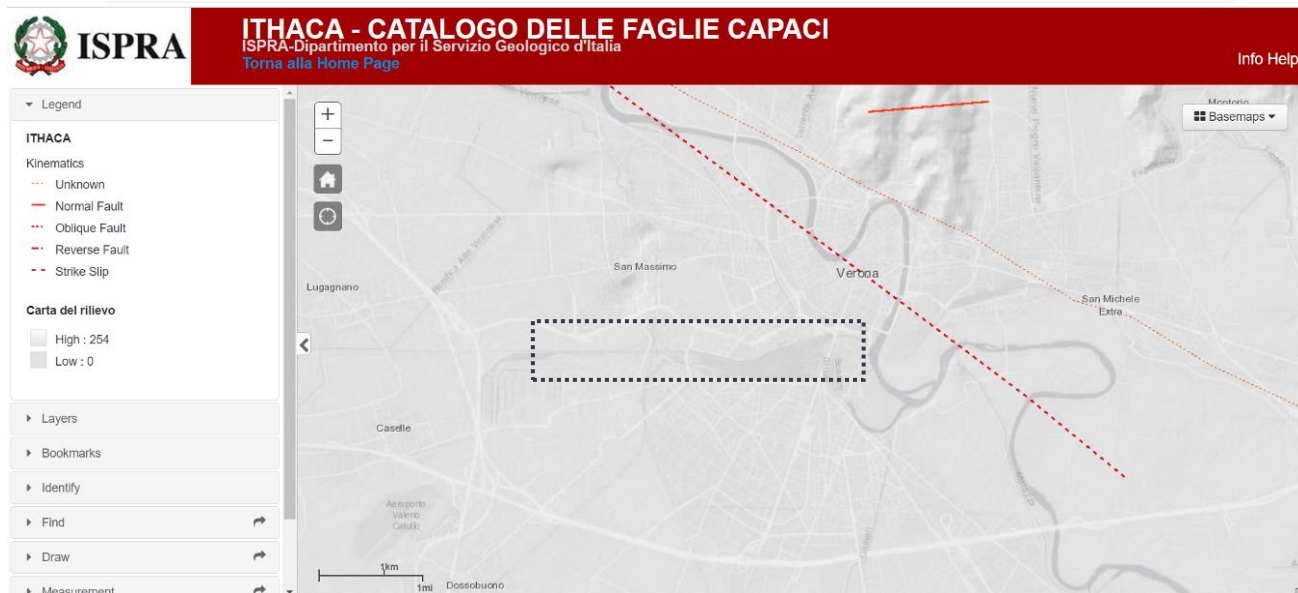 ISPRA
ITHACA - CATALOGO DELLE FAGLIE CAPACI
ISPRA-Dipartimento per il Servizio Geologico d'Italia
Torna alla Home Page
Info Help
Legend
ITHACA
Kinematics
Unknown
Normal Fault
Oblique Fault
Reverse Fault
Strike Slip
Carta del rilievo
High : 254
Low : 0
Layers
Bookmarks
Identify
Find
Draw
Measurement
+
−
Basemaps
Montorio
San Massimo
Verona
Lugagnano
San Michele
Extra
Caselle
Aeroporto
Valerio
Catullo
Dossobuono
1km
1mi